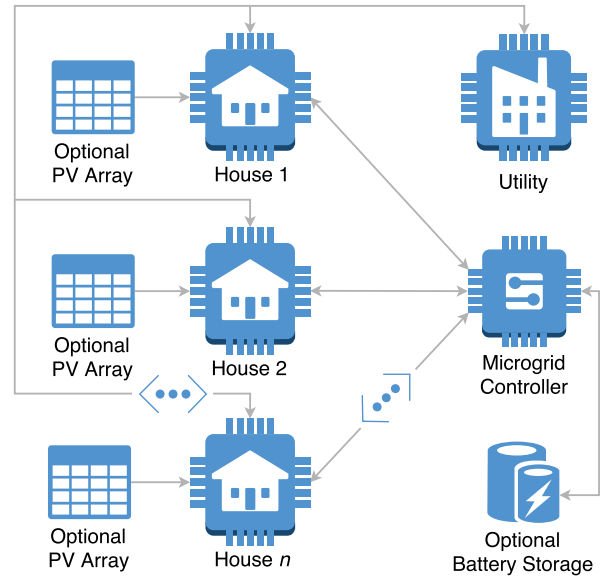 Optional
PV Array
House 1
Utility
Optional
PV Array
House 2
Microgrid
Controller
Optional
PV Array
House n
Optional
Battery Storage